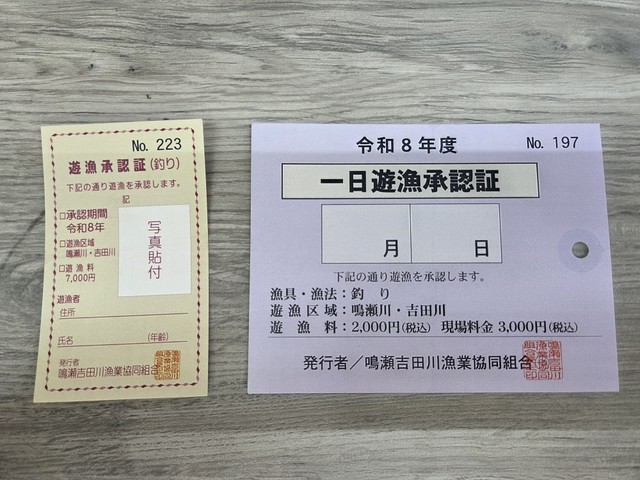 No. 223
遊漁承認証(釣り)
下記の通り遊漁を承認します。
記
□承認期間
令和8年
□遊漁区域
鳴瀬川・吉田川
□遊漁料
7,000円
写真貼付
遊漁者
住所
氏名 (年齢)
発行者
鳴瀬吉田川漁業協同組合
令和8年度 No. 197
一日遊漁承認証
月 日
下記の通り遊漁を承認します。
漁具・漁法：釣り
遊漁区域：鳴瀬川・吉田川
遊漁料：2,000円(税込) 現場料金 3,000円(税込)
発行者／鳴瀬吉田川漁業協同組合